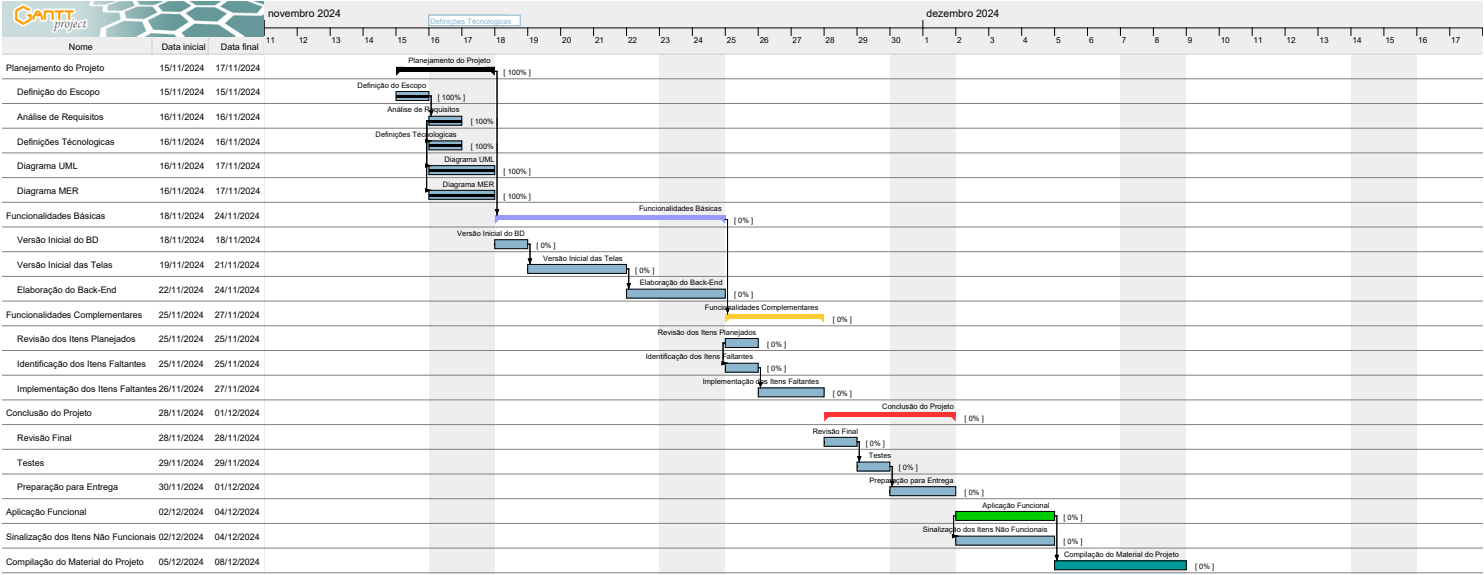 GANTT
project
novembro 2024
dezembro 2024
Definições Técnologicas
Nome Data inicial Data final
11 12 13 14 15 16 17 18 19 20 21 22 23 24 25 26 27 28 29 30 1 2 3 4 5 6 7 8 9 10 11 12 13 14 15 16 17
Planejamento do Projeto 15/11/2024 17/11/2024 Planejamento do Projeto [ 100% ]
Definição do Escopo 15/11/2024 15/11/2024 Definição do Escopo [ 100% ]
Análise de Requisitos 16/11/2024 16/11/2024 Análise de Requisitos [ 100%
Definições Técnologicas 16/11/2024 16/11/2024 Definições Técnologicas [ 100%
Diagrama UML 16/11/2024 17/11/2024 Diagrama UML [ 100% ]
Diagrama MER 16/11/2024 17/11/2024 Diagrama MER [ 100% ]
Funcionalidades Básicas 18/11/2024 24/11/2024 Funcionalidades Básicas [ 0% ]
Versão Inicial do BD 18/11/2024 18/11/2024 Versão Inicial do BD [ 0% ]
Versão Inicial das Telas 19/11/2024 21/11/2024 Versão Inicial das Telas [ 0% ]
Elaboração do Back-End 22/11/2024 24/11/2024 Elaboração do Back-End [ 0% ]
Funcionalidades Complementares 25/11/2024 27/11/2024 Funcionalidades Complementares [ 0% ]
Revisão dos Itens Planejados 25/11/2024 25/11/2024 Revisão dos Itens Planejados [ 0% ]
Identificação dos Itens Faltantes 25/11/2024 25/11/2024 Identificação dos Itens Faltantes [ 0% ]
Implementação dos Itens Faltantes 26/11/2024 27/11/2024 Implementação dos Itens Faltantes [ 0% ]
Conclusão do Projeto 28/11/2024 01/12/2024 Conclusão do Projeto [ 0% ]
Revisão Final 28/11/2024 28/11/2024 Revisão Final [ 0% ]
Testes 29/11/2024 29/11/2024 Testes [ 0% ]
Preparação para Entrega 30/11/2024 01/12/2024 Preparação para Entrega [ 0% ]
Aplicação Funcional 02/12/2024 04/12/2024 Aplicação Funcional [ 0% ]
Sinalização dos Itens Não Funcionais 02/12/2024 04/12/2024 Sinalização dos Itens Não Funcionais [ 0% ]
Compilação do Material do Projeto 05/12/2024 08/12/2024 Compilação do Material do Projeto [ 0% ]